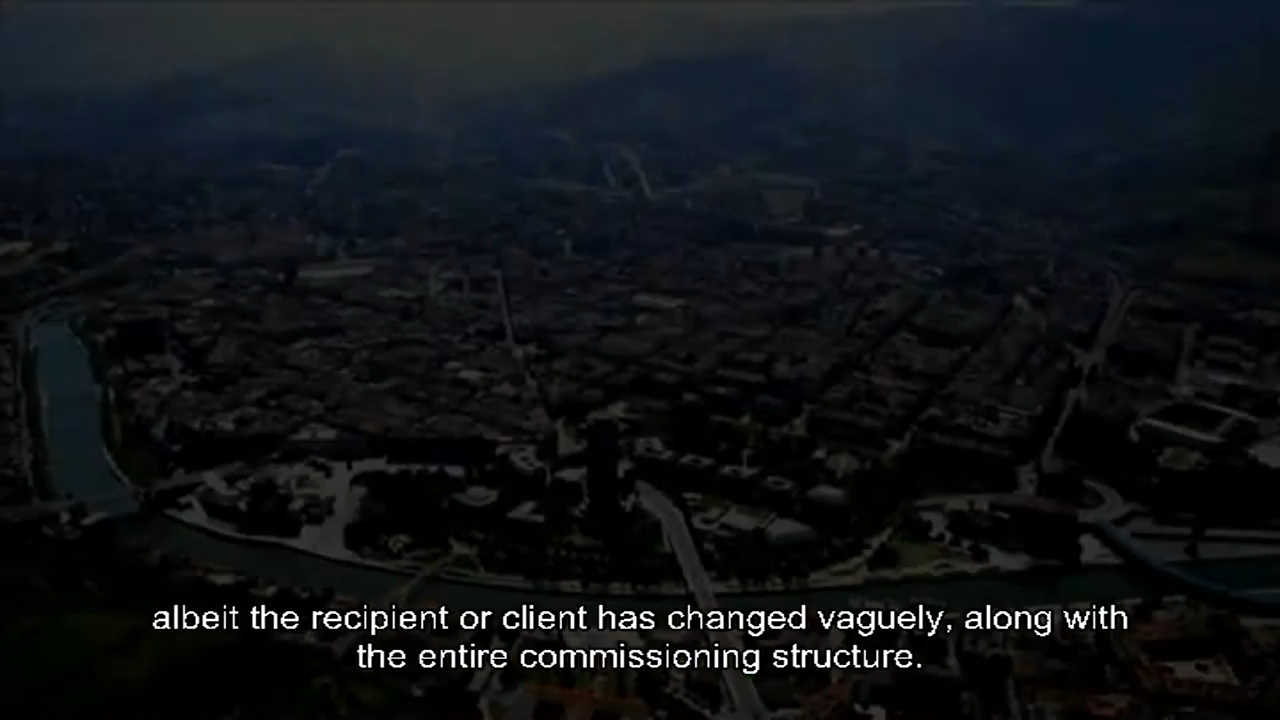 albeit the recipient or client has changed vaguely, along with
the entire commissioning structure.